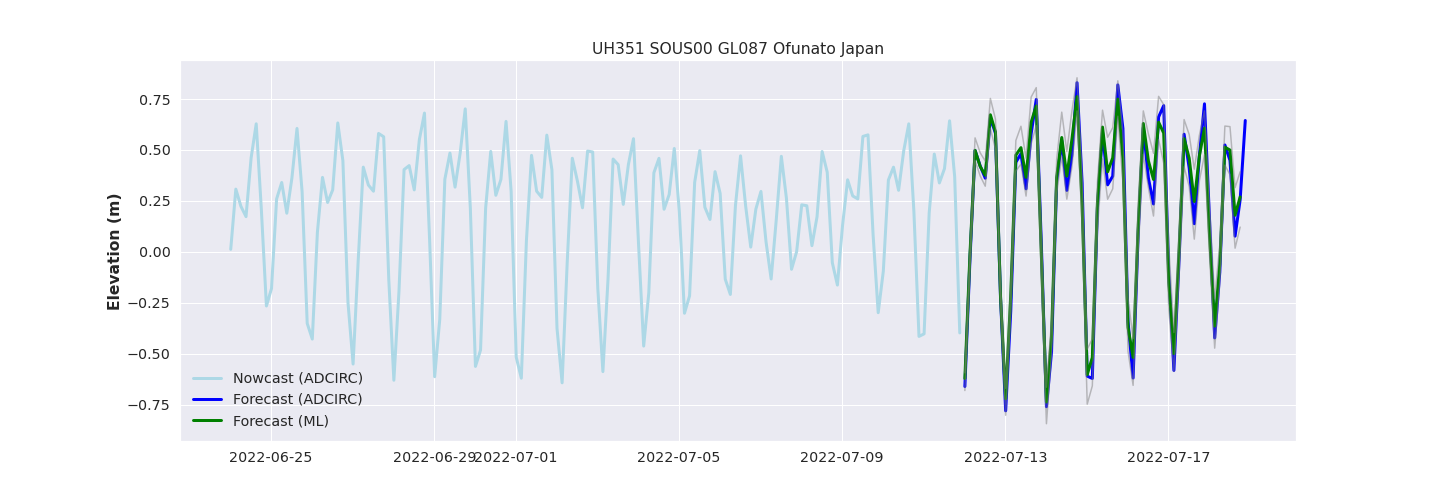 UH351 SOUS00 GL087 Ofunato Japan
Elevation (m)
0.75
0.50
0.25
0.00
−0.25
−0.50
−0.75
Nowcast (ADCIRC)
Forecast (ADCIRC)
Forecast (ML)
2022-06-25 2022-06-29 2022-07-01 2022-07-05 2022-07-09 2022-07-13 2022-07-17